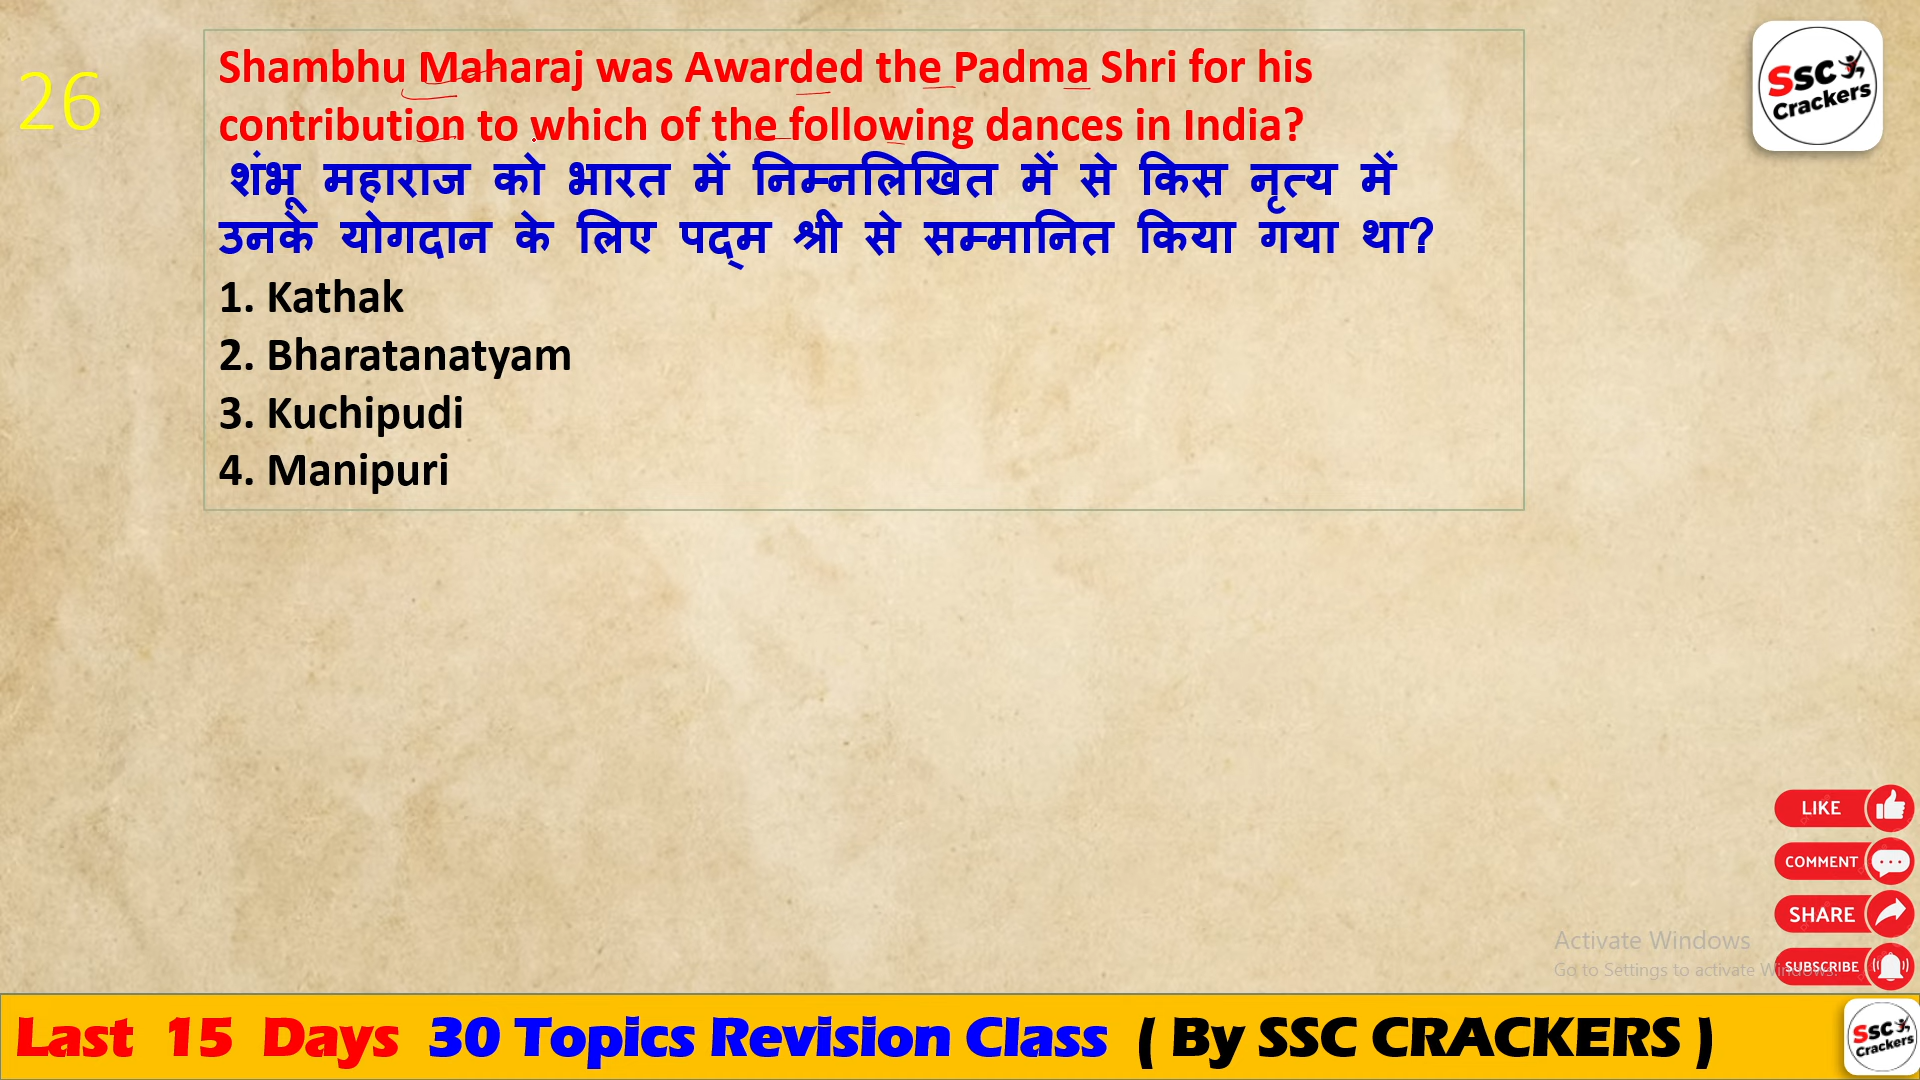 26
Shambhu Maharaj was Awarded the Padma Shri for his
contribution to which of the following dances in India?
शंभू महाराज को भारत में निम्नलिखित में से किस नृत्य में
उनके योगदान के लिए पद्म श्री से सम्मानित किया गया था?
1. Kathak
2. Bharatanatyam
3. Kuchipudi
4. Manipuri
SSC
Crackers
LIKE
COMMENT
SHARE
Activate Windows
Go to Settings to activate Windows.
SUBSCRIBE
Last 15 Days 30 Topics Revision Class ( By SSC CRACKERS )
SSC
Crackers